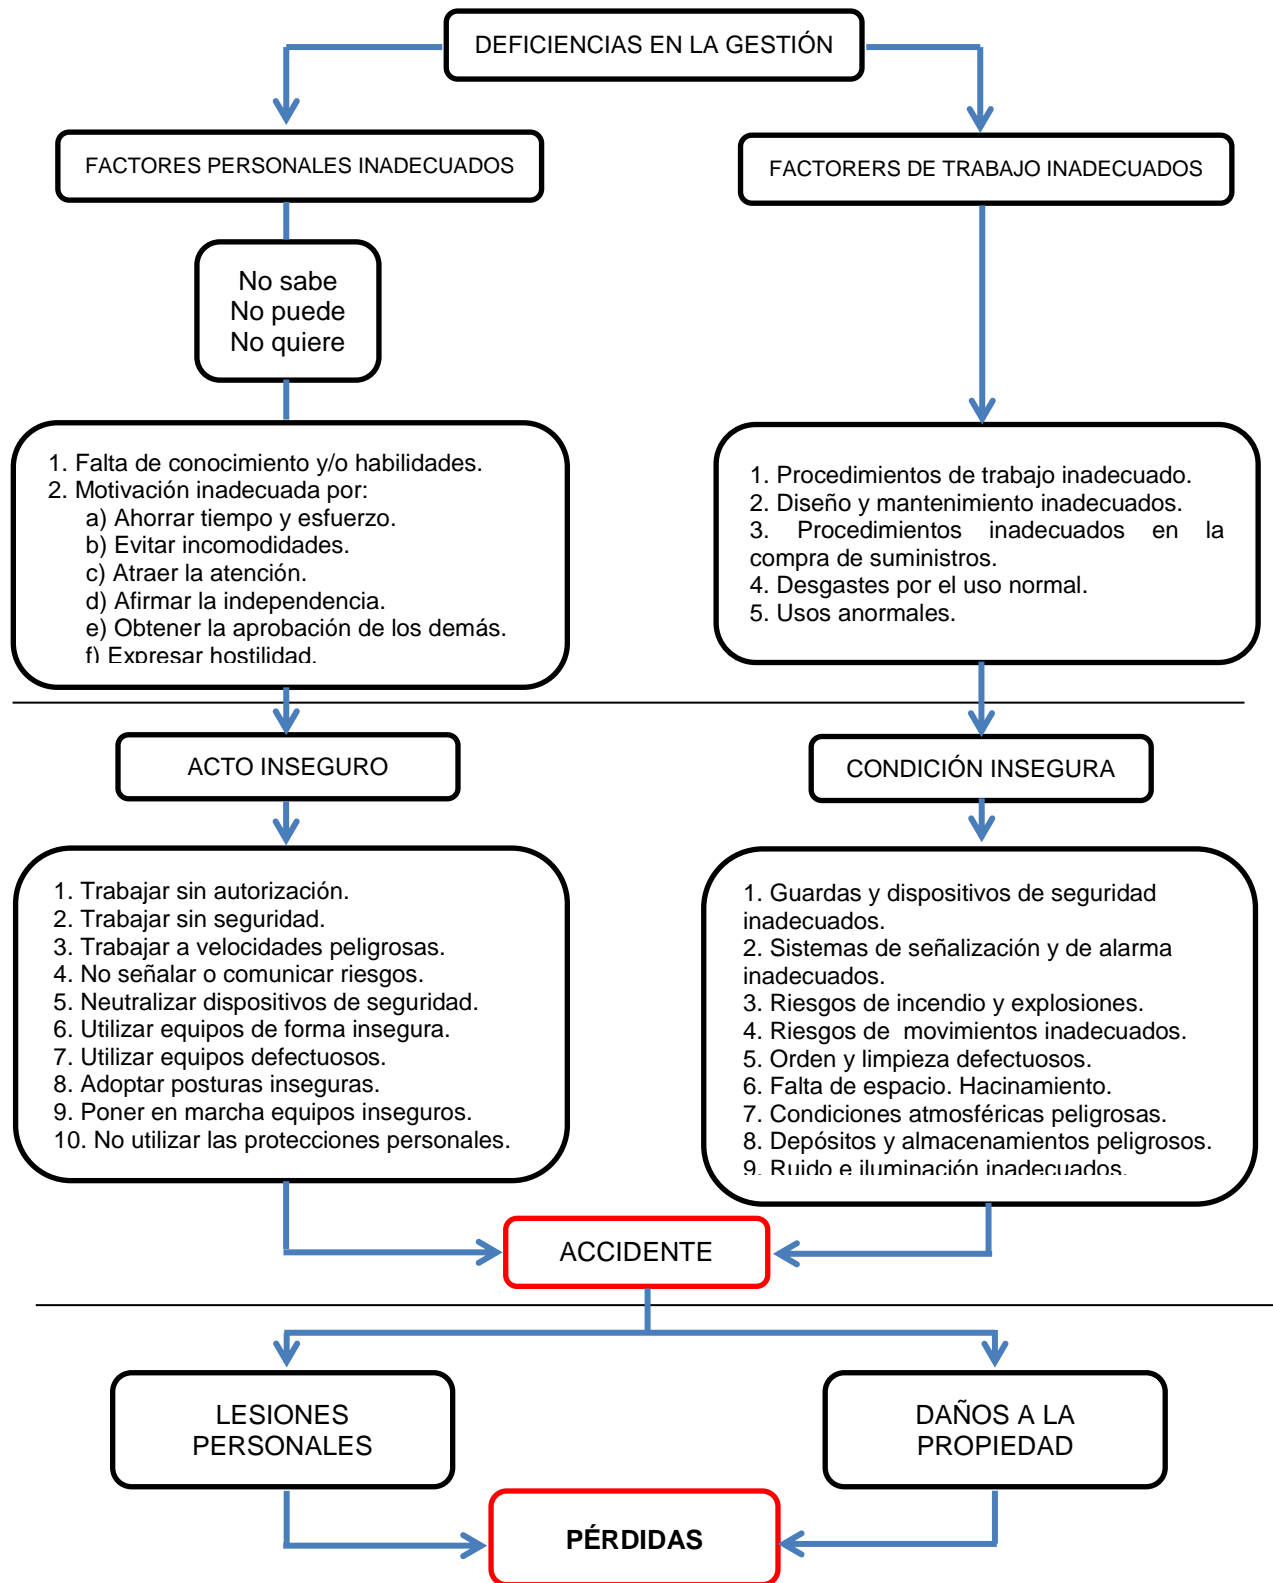 DEFICIENCIAS EN LA GESTIÓN
FACTORES PERSONALES INADECUADOS
FACTORERS DE TRABAJO INADECUADOS
No sabe
No puede
No quiere
1. Falta de conocimiento y/o habilidades.
2. Motivación inadecuada por:
a) Ahorrar tiempo y esfuerzo.
b) Evitar incomodidades.
c) Atraer la atención.
d) Afirmar la independencia.
e) Obtener la aprobación de los demás.
f) Expresar hostilidad.
1. Procedimientos de trabajo inadecuado.
2. Diseño y mantenimiento inadecuados.
3. Procedimientos inadecuados en la
compra de suministros.
4. Desgastes por el uso normal.
5. Usos anormales.
ACTO INSEGURO
CONDICIÓN INSEGURA
1. Trabajar sin autorización.
2. Trabajar sin seguridad.
3. Trabajar a velocidades peligrosas.
4. No señalar o comunicar riesgos.
5. Neutralizar dispositivos de seguridad.
6. Utilizar equipos de forma insegura.
7. Utilizar equipos defectuosos.
8. Adoptar posturas inseguras.
9. Poner en marcha equipos inseguros.
10. No utilizar las protecciones personales.
1. Guardas y dispositivos de seguridad
inadecuados.
2. Sistemas de señalización y de alarma
inadecuados.
3. Riesgos de incendio y explosiones.
4. Riesgos de movimientos inadecuados.
5. Orden y limpieza defectuosos.
6. Falta de espacio. Hacinamiento.
7. Condiciones atmosféricas peligrosas.
8. Depósitos y almacenamientos peligrosos.
9. Ruido e iluminación inadecuados.
ACCIDENTE
LESIONES
PERSONALES
DAÑOS A LA
PROPIEDAD
PÉRDIDAS